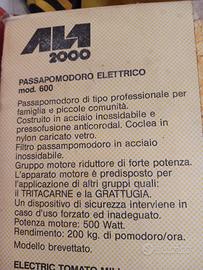 ALA
2000
PASSAPOMODORO ELETTRICO
mod. 600
Passapomodoro di tipo professionale per
famiglia e piccole comunità.
Costruito in acciaio inossidabile e
pressofusione anticorodal. Coclea in
nylon caricato vetro.
Filtro passapomodoro in acciaio
inossidabile.
Gruppo motore riduttore di forte potenza.
L'apparato motore è predisposto per
l'applicazione di altri gruppi quali:
il TRITACARNE e la GRATTUGIA.
Un dispositivo di sicurezza interviene in
caso d'uso forzato ed inadeguato.
Potenza motore: 500 Watt.
Rendimento: 200 kg. di pomodoro/ora.
Modello brevettato.
ELECTRIC TOMATO MILL